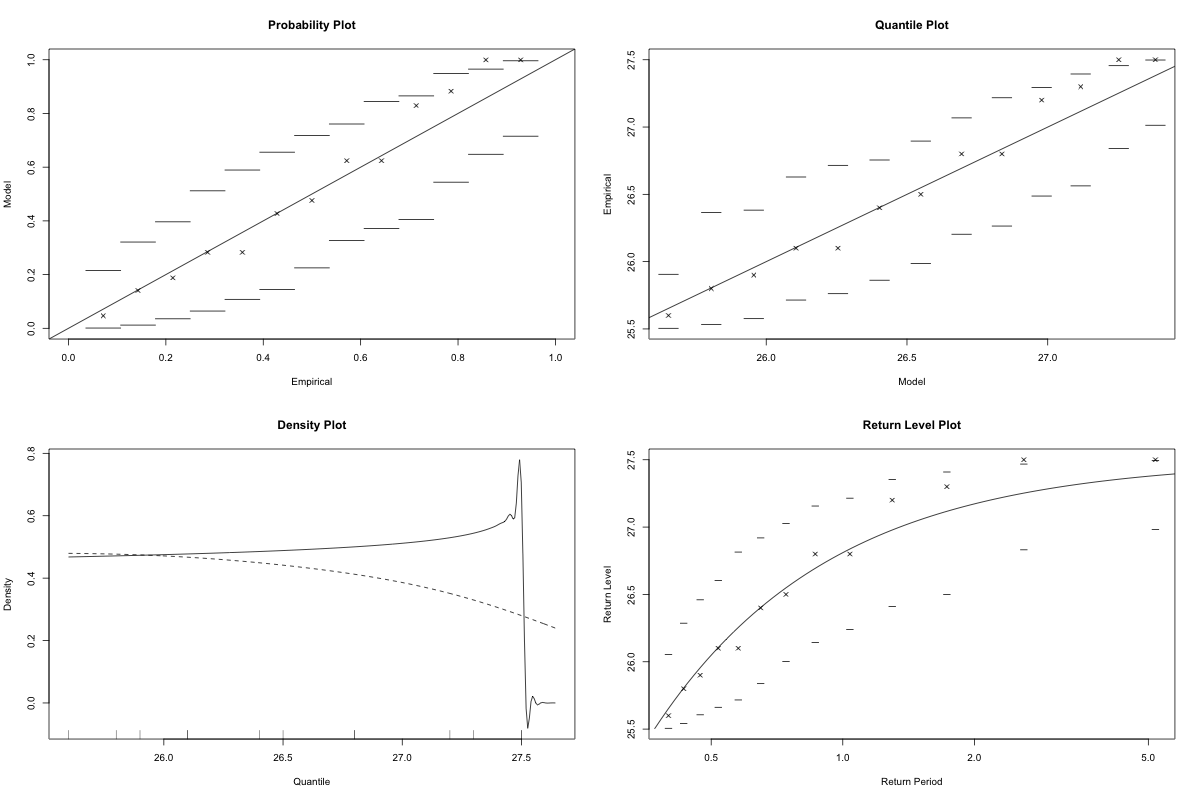 Probability Plot
Model
0.0 0.2 0.4 0.6 0.8 1.0
0.0 0.2 0.4 0.6 0.8 1.0
Empirical
Quantile Plot
Empirical
25.5 26.0 26.5 27.0 27.5
26.0 26.5 27.0
Model
Density Plot
Density
0.0 0.2 0.4 0.6 0.8
26.0 26.5 27.0 27.5
Quantile
Return Level Plot
Return Level
25.5 26.0 26.5 27.0 27.5
0.5 1.0 2.0 5.0
Return Period